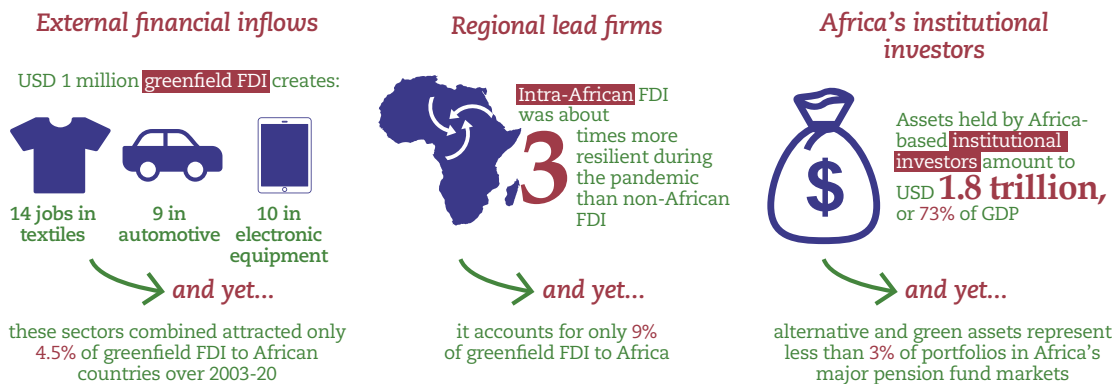 External financial inflows
USD 1 million greenfield FDI creates:
14 jobs in
textiles
9 in
automotive
10 in
electronic
equipment
and yet...
these sectors combined attracted only
4.5% of greenfield FDI to African
countries over 2003-20
Regional lead firms
Intra-African FDI
was about
3 times more
resilient during
the pandemic
than non-African
FDI
and yet...
it accounts for only 9%
of greenfield FDI to Africa
Africa's institutional
investors
$
Assets held by Africa-
based institutional
investors amount to
USD 1.8 trillion,
or 73% of GDP
and yet...
alternative and green assets represent
less than 3% of portfolios in Africa's
major pension fund markets